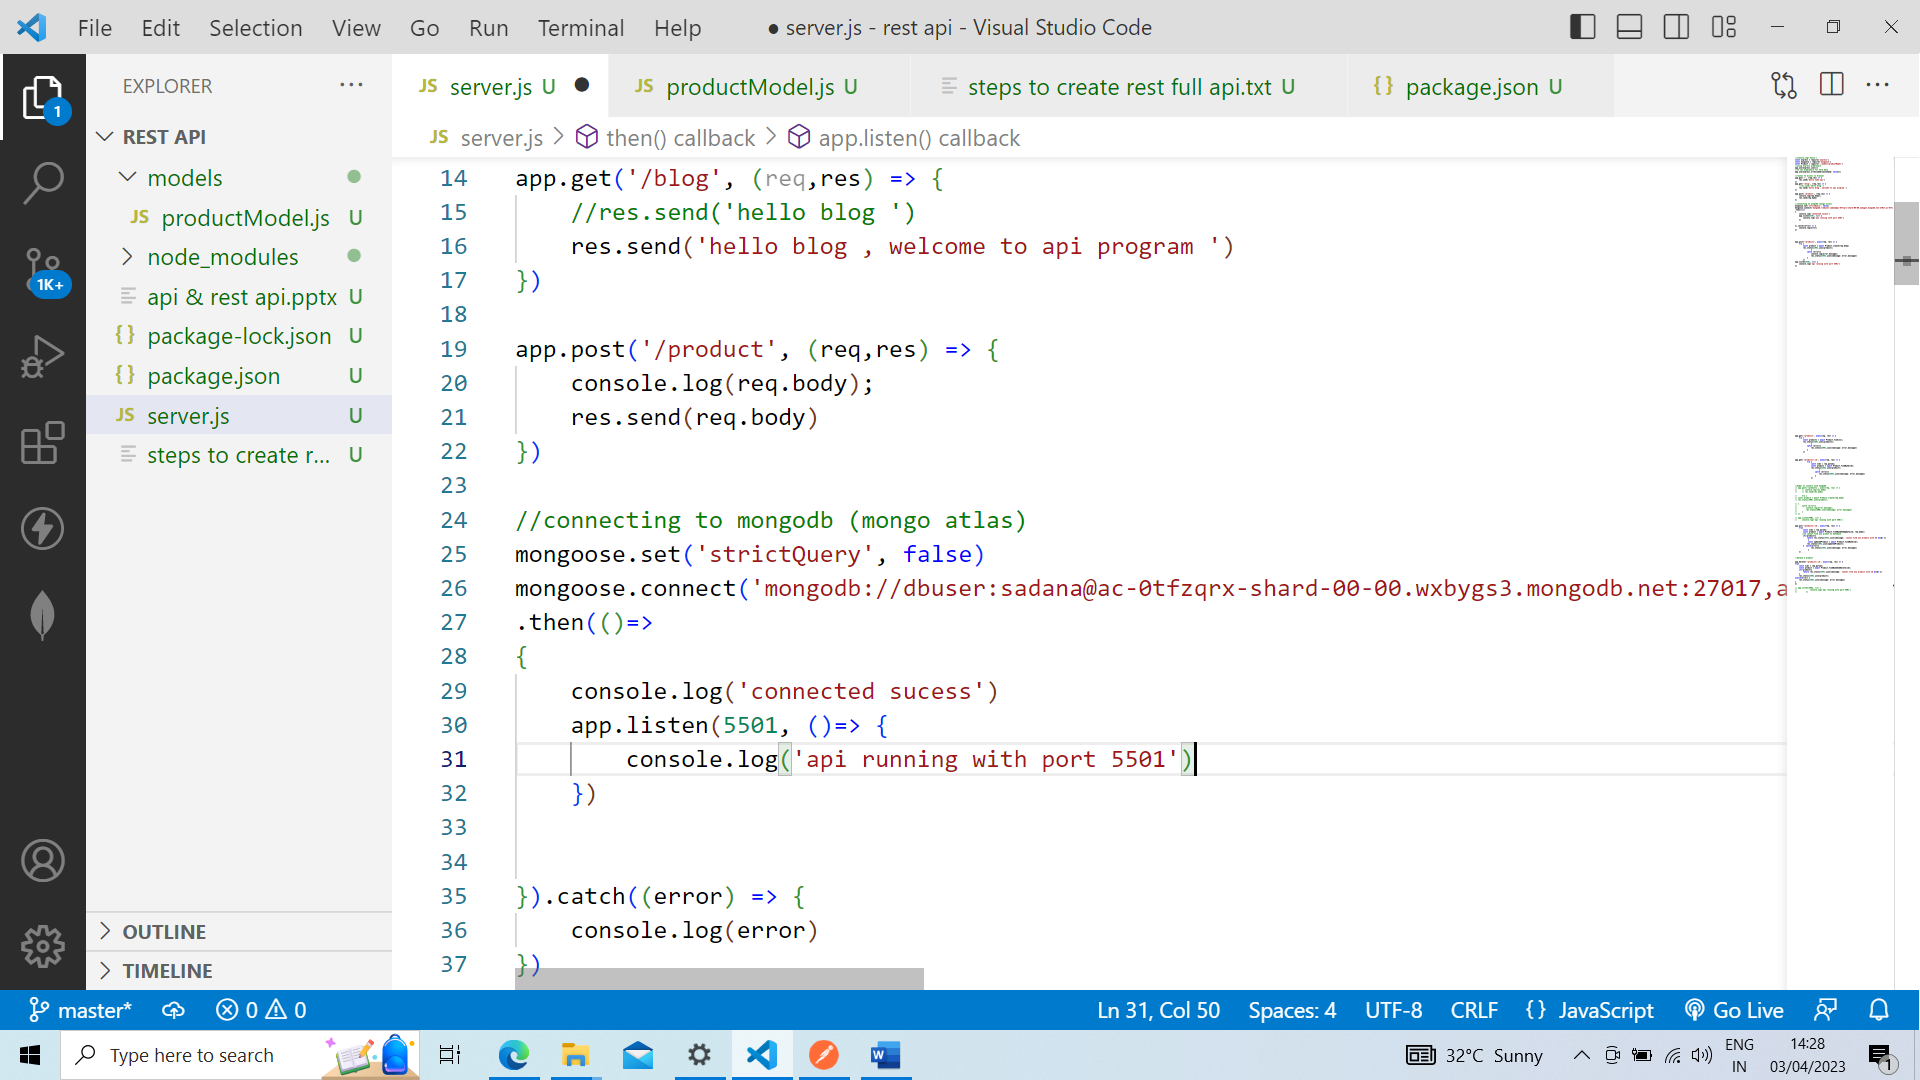 File Edit Selection View Go Run Terminal Help ● server.js - rest api - Visual Studio Code
EXPLORER ···
JS server.js U ● JS productModel.js U steps to create rest full api.txt U {} package.json U ···
REST API
JS server.js > then() callback > app.listen() callback
models
JS productModel.js U
node_modules
api & rest api.pptx U
{} package-lock.json U
{} package.json U
JS server.js U
steps to create r... U
1
1K+
14 app.get('/blog', (req,res) => {
15 //res.send('hello blog ')
16 res.send('hello blog , welcome to api program ')
17 })
18
19 app.post('/product', (req,res) => {
20 console.log(req.body);
21 res.send(req.body)
22 })
23
24 //connecting to mongodb (mongo atlas)
25 mongoose.set('strictQuery', false)
26 mongoose.connect('mongodb://dbuser:sadana@ac-0tfzqrx-shard-00-00.wxbygs3.mongodb.net:27017,a
27 .then(()=>
28 {
29 console.log('connected sucess')
30 app.listen(5501, ()=> {
31 console.log('api running with port 5501')
32 })
33
34
35 }).catch((error) => {
36 console.log(error)
37 })
OUTLINE
TIMELINE
master* 0 0 Ln 31, Col 50 Spaces: 4 UTF-8 CRLF {} JavaScript Go Live
Type here to search 32°C Sunny ENG IN 14:28 03/04/2023 1